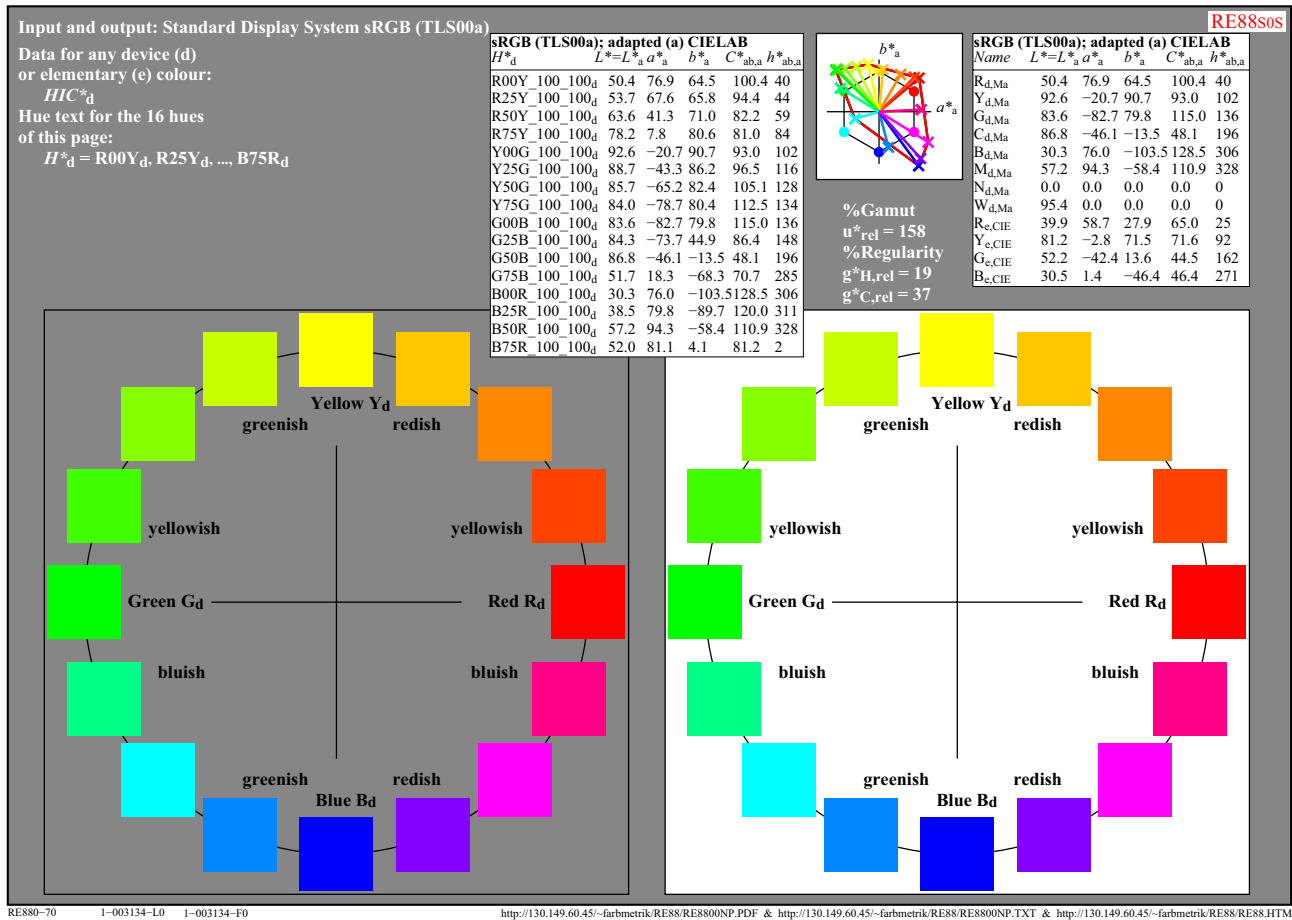 Input and output: Standard Display System sRGB (TLS00a)
RE88S0S
Data for any device (d)
or elementary (e) colour:
HIC*d
Hue text for the 16 hues
of this page:
H*d = R00Yd, R25Yd, ..., B75Rd
sRGB (TLS00a); adapted (a) CIELAB
H*d L*=L*a a*a b*a C*ab,a h*ab,a
R00Y_100_100d 50.4 76.9 64.5 100.4 40
R25Y_100_100d 53.7 67.6 65.8 94.4 44
R50Y_100_100d 63.6 41.3 71.0 82.2 59
R75Y_100_100d 78.2 7.8 80.6 81.0 84
Y00G_100_100d 92.6 −20.7 90.7 93.0 102
Y25G_100_100d 88.7 −43.3 86.2 96.5 116
Y50G_100_100d 85.7 −65.2 82.4 105.1 128
Y75G_100_100d 84.0 −78.7 80.4 112.5 134
G00B_100_100d 83.6 −82.7 79.8 115.0 136
G25B_100_100d 84.3 −73.7 44.9 86.4 148
G50B_100_100d 86.8 −46.1 −13.5 48.1 196
G75B_100_100d 51.7 18.3 −68.3 70.7 285
B00R_100_100d 30.3 76.0 −103.5 128.5 306
B25R_100_100d 38.5 79.8 −89.7 120.0 311
B50R_100_100d 57.2 94.3 −58.4 110.9 328
B75R_100_100d 52.0 81.1 4.1 81.2 2
b*a
a*a
%Gamut
u*rel = 158
%Regularity
g*H,rel = 19
g*C,rel = 37
sRGB (TLS00a); adapted (a) CIELAB
Name L*=L*a a*a b*a C*ab,a h*ab,a
Rd,Ma 50.4 76.9 64.5 100.4 40
Yd,Ma 92.6 −20.7 90.7 93.0 102
Gd,Ma 83.6 −82.7 79.8 115.0 136
Cd,Ma 86.8 −46.1 −13.5 48.1 196
Bd,Ma 30.3 76.0 −103.5 128.5 306
Md,Ma 57.2 94.3 −58.4 110.9 328
Nd,Ma 0.0 0.0 0.0 0.0 0
Wd,Ma 95.4 0.0 0.0 0.0 0
Re,CIE 39.9 58.7 27.9 65.0 25
Ye,CIE 81.2 −2.8 71.5 71.6 92
Ge,CIE 52.2 −42.4 13.6 44.5 162
Be,CIE 30.5 1.4 −46.4 46.4 271
Yellow Yd
greenish redish
yellowish yellowish
Green Gd Red Rd
bluish bluish
greenish redish
Blue Bd
Yellow Yd
greenish redish
yellowish yellowish
Green Gd Red Rd
bluish bluish
greenish redish
Blue Bd
RE880−70 1−003134−L0 1−003134−F0 http://130.149.60.45/~farbmetrik/RE88/RE8800NP.PDF & http://130.149.60.45/~farbmetrik/RE88/RE8800NP.TXT & http://130.149.60.45/~farbmetrik/RE88/RE88.HTM